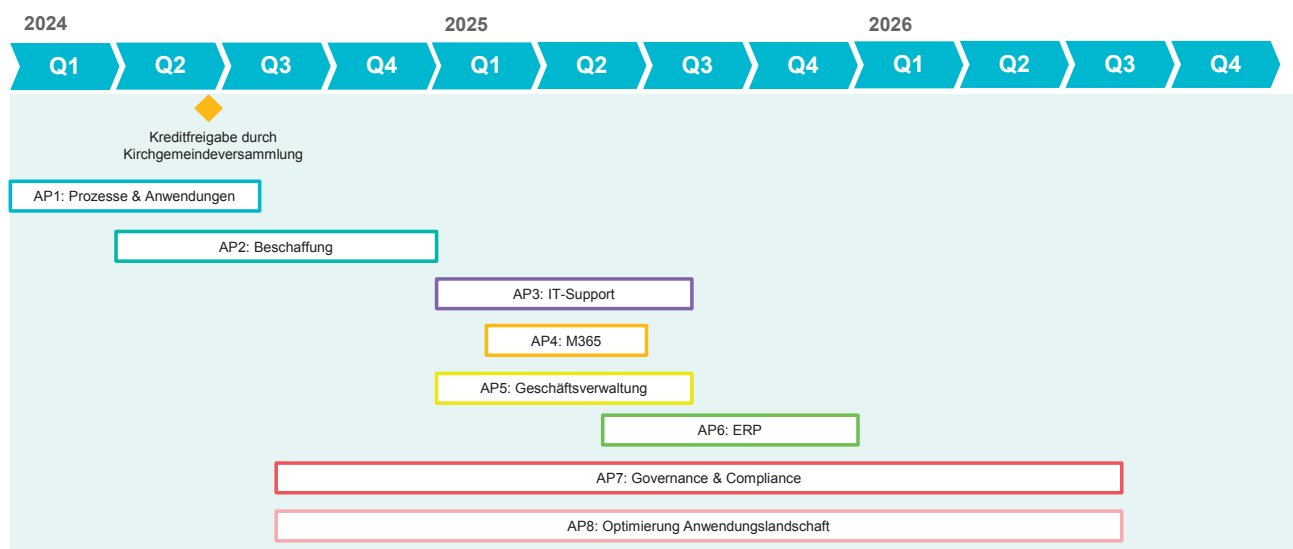 2024
2025
2026
Q1
Q2
Q3
Q4
Q1
Q2
Q3
Q4
Q1
Q2
Q3
Q4
Kreditfreigabe durch
Kirchgemeindeversammlung
AP1: Prozesse & Anwendungen
AP2: Beschaffung
AP3: IT-Support
AP4: M365
AP5: Geschäftsverwaltung
AP6: ERP
AP7: Governance & Compliance
AP8: Optimierung Anwendungslandschaft